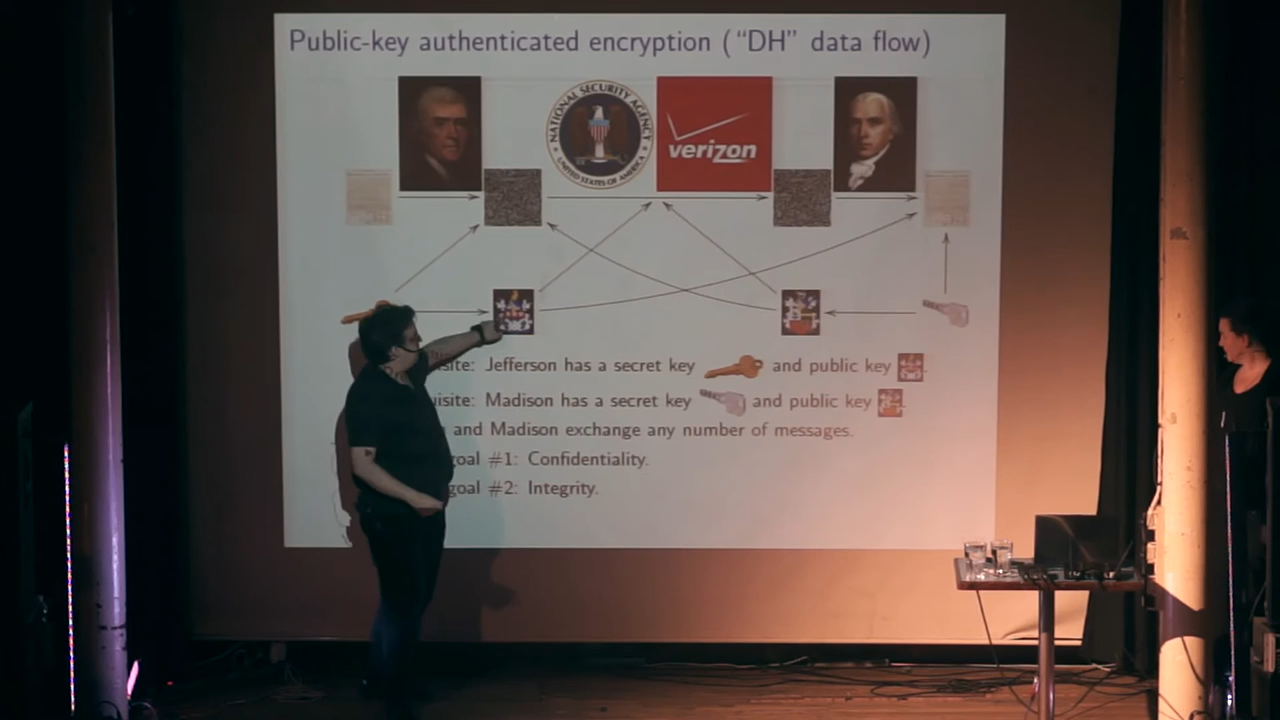 Public-key authenticated encryption (“DH” data flow)
NATIONAL SECURITY AGENCY
UNITED STATES OF AMERICA
verizon
Jefferson has a secret key and public key .
Madison has a secret key and public key .
and Madison exchange any number of messages.
goal #1: Confidentiality.
goal #2: Integrity.